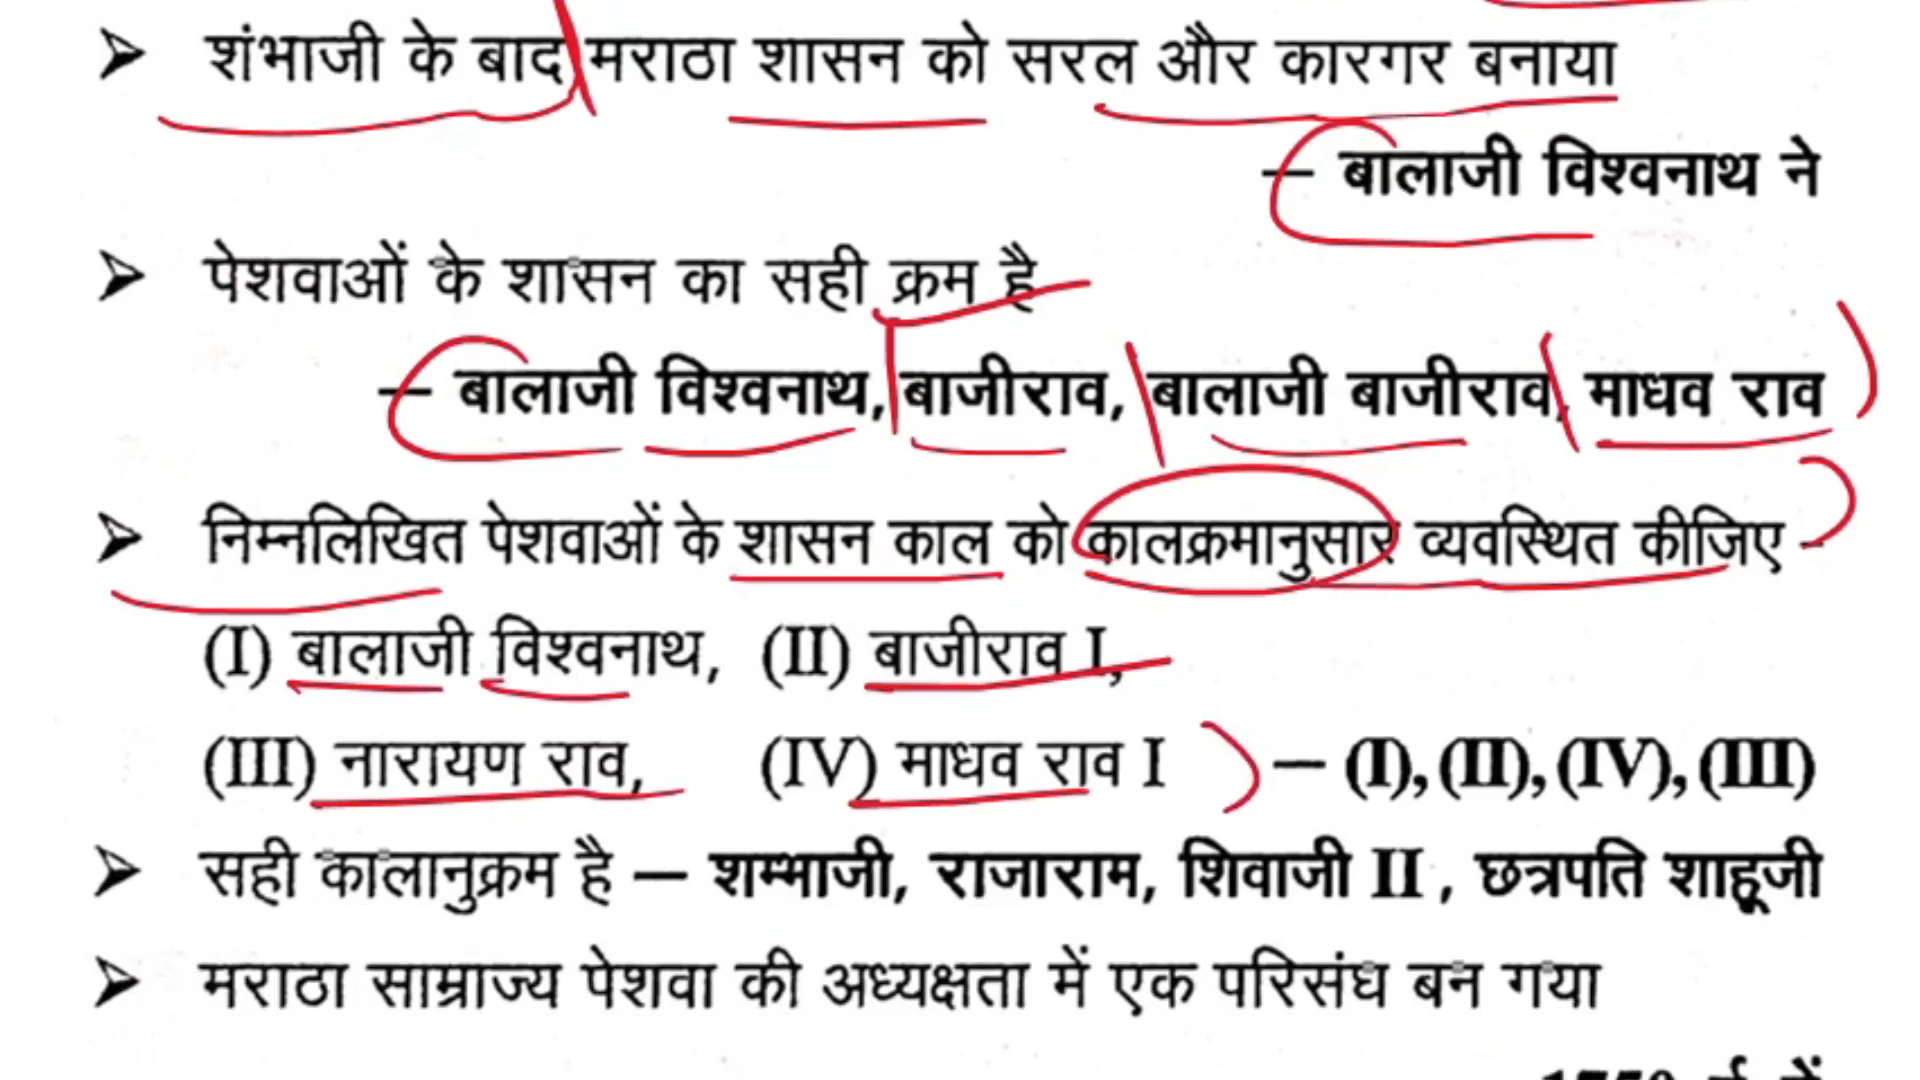 ➢ शंभाजी के बाद मराठा शासन को सरल और कारगर बनाया
— बालाजी विश्वनाथ ने
➢ पेशवाओं के शासन का सही क्रम है
— बालाजी विश्वनाथ, बाजीराव, बालाजी बाजीराव, माधव राव
➢ निम्नलिखित पेशवाओं के शासन काल को कालक्रमानुसार व्यवस्थित कीजिए -
(I) बालाजी विश्वनाथ, (II) बाजीराव I,
(III) नारायण राव, (IV) माधव राव I — (I), (II), (IV), (III)
➢ सही कालानुक्रम है — शम्भाजी, राजाराम, शिवाजी II, छत्रपति शाहूजी
➢ मराठा साम्राज्य पेशवा की अध्यक्षता में एक परिसंध बन गया